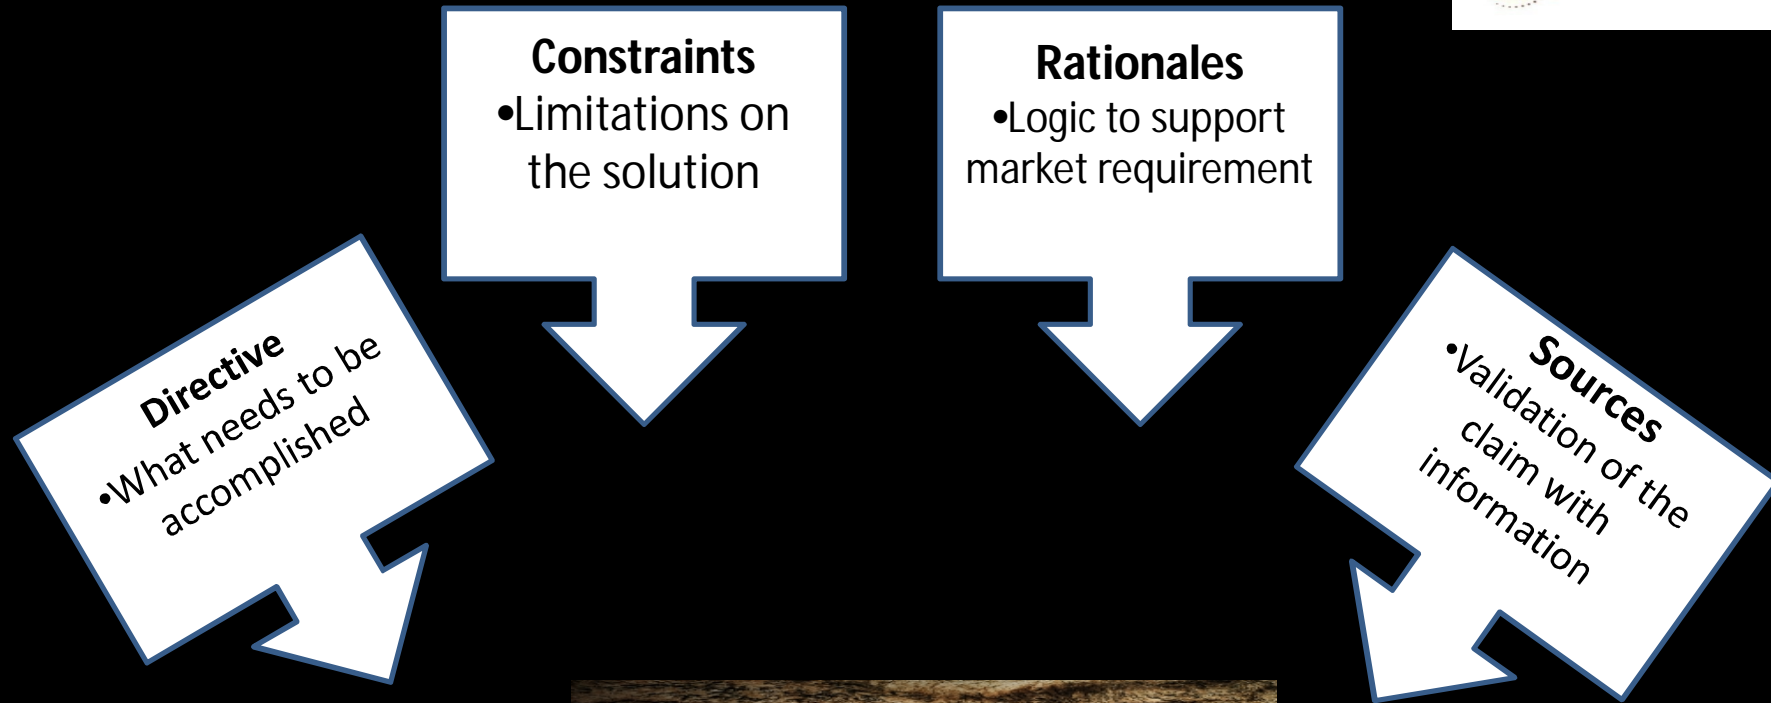 Constraints
•Limitations on
the solution
Rationales
•Logic to support
market requirement
Directive
•What needs to be
accomplished
Sources
•Validation of the
claim with
information